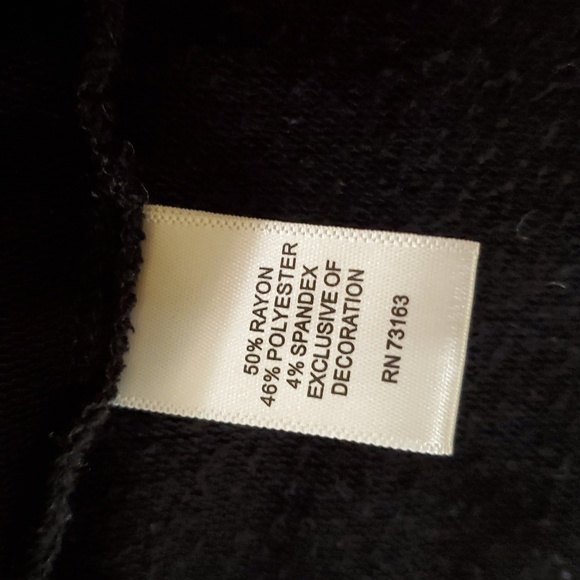 50% RAYON
46% POLYESTER
4% SPANDEX
EXCLUSIVE OF
DECORATION
RN 73163